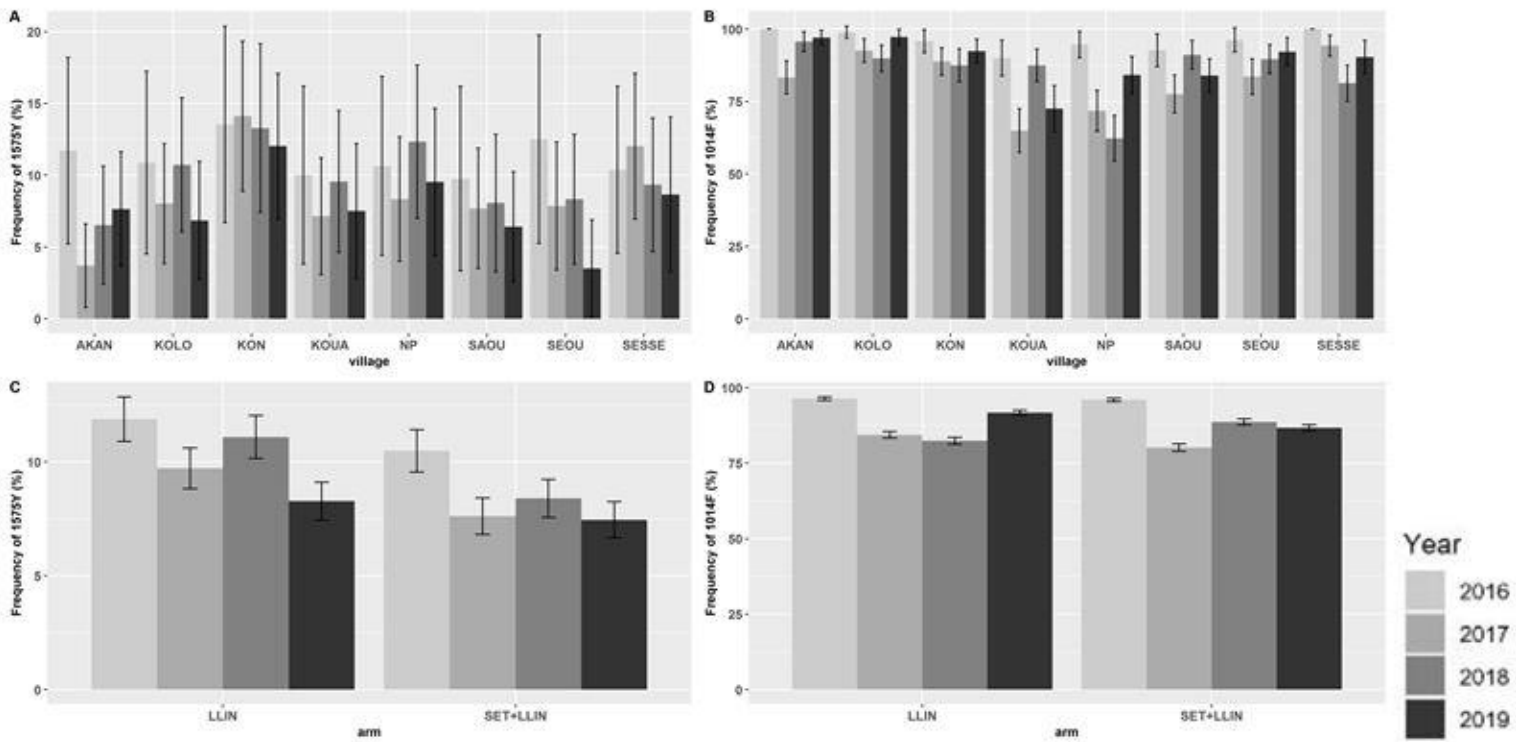 A
Frequency of 1575Y (%)
20
15
10
5
0
AKAN KOLO KON KOUA NP SAOU SEOU SESSE
village
B
Frequency of 1014F (%)
100
75
50
25
0
AKAN KOLO KON KOUA NP SAOU SEOU SESSE
village
C
Frequency of 1575Y (%)
10
5
0
LLIN SET+LLIN
arm
D
Frequency of 1014F (%)
100
75
50
25
0
LLIN SET+LLIN
arm
Year
2016
2017
2018
2019